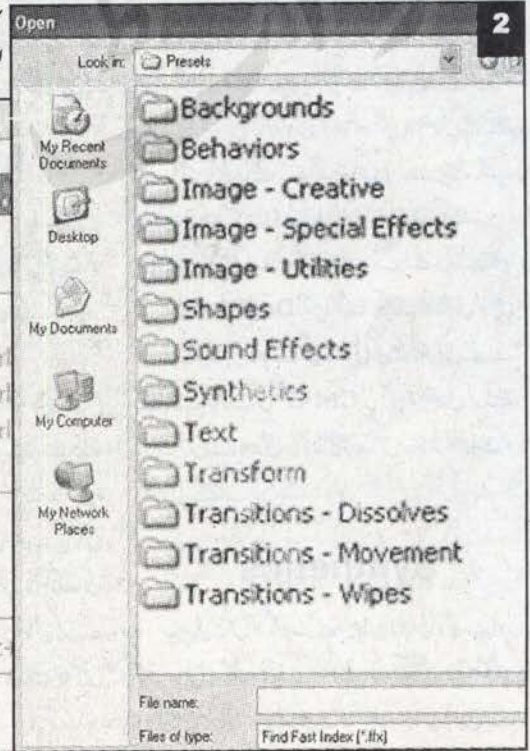 Open
2
Look in: Presets
My Recent
Documents
Desktop
My Documents
My Computer
My Network
Places
Backgrounds
Behaviors
Image - Creative
Image - Special Effects
Image - Utilities
Shapes
Sound Effects
Synthetics
Text
Transform
Transitions - Dissolves
Transitions - Movement
Transitions - Wipes
File name:
Files of type: Find Fast Index (*.ffx)